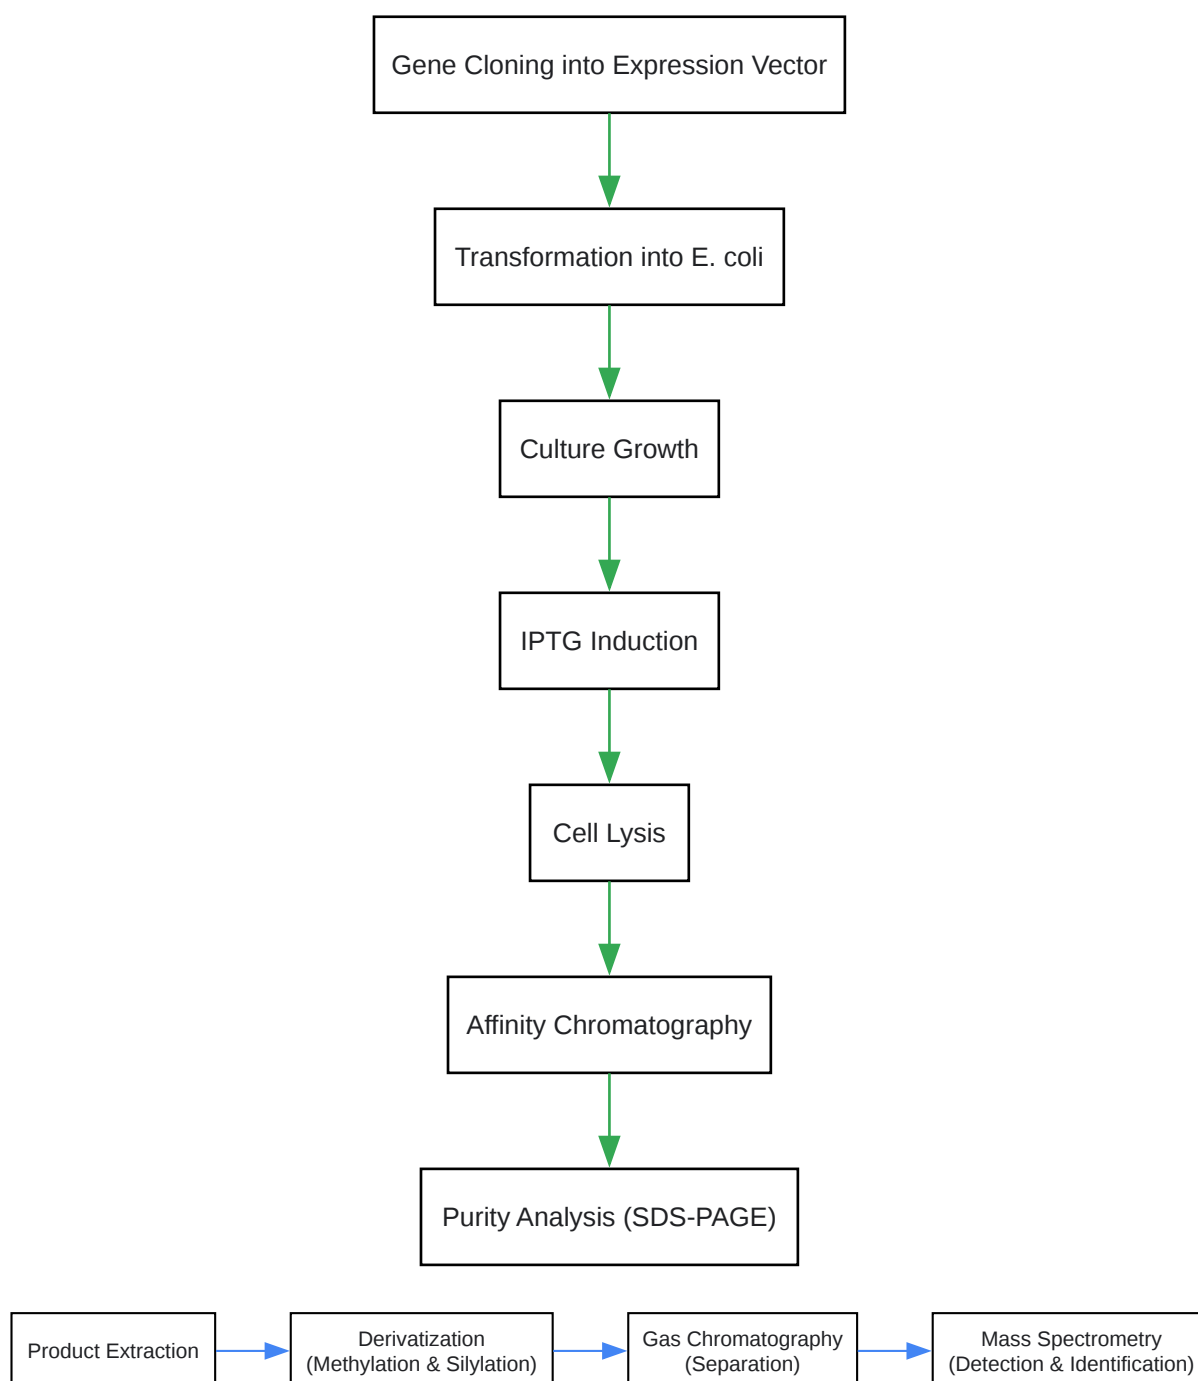 Gene Cloning into Expression Vector
Transformation into E. coli
Culture Growth
IPTG Induction
Cell Lysis
Affinity Chromatography
Purity Analysis (SDS-PAGE)
Product Extraction
Derivatization
(Methylation & Silylation)
Gas Chromatography
(Separation)
Mass Spectrometry
(Detection & Identification)